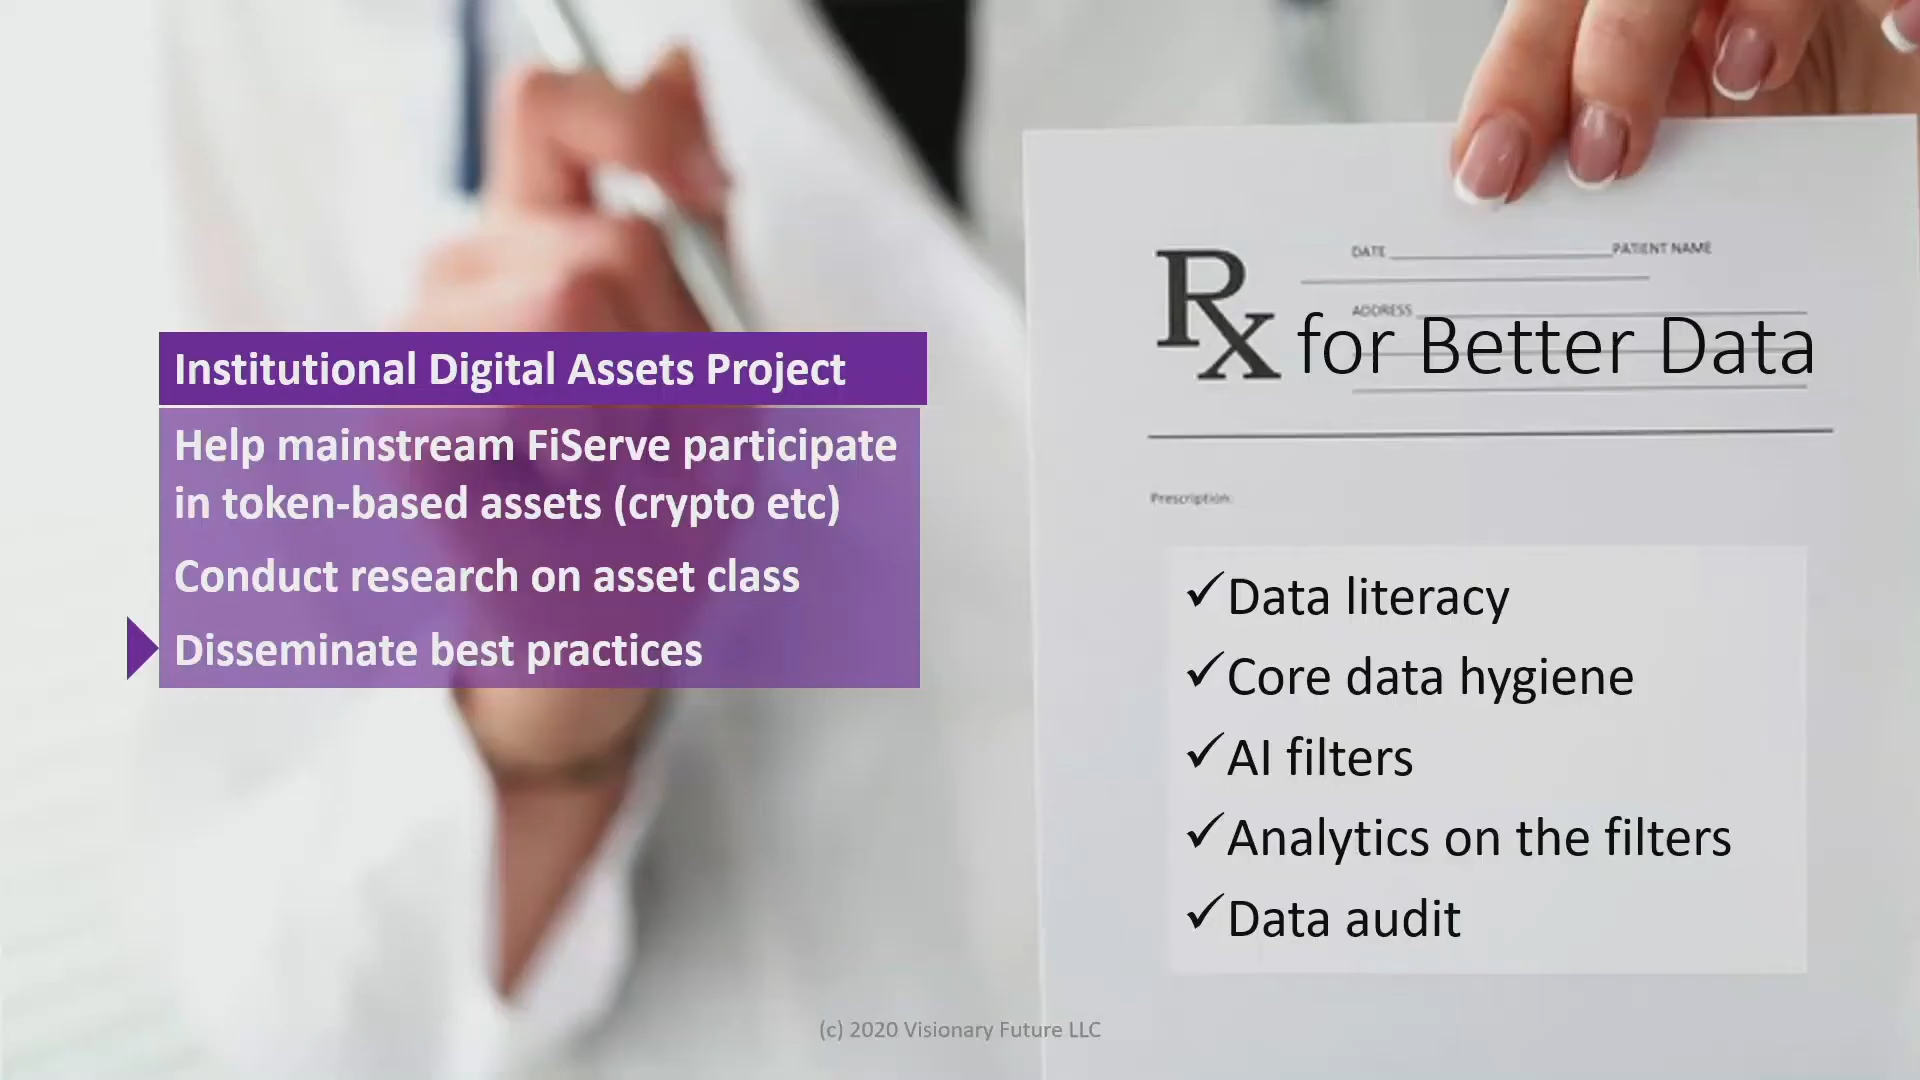 Institutional Digital Assets Project
Help mainstream FiServe participate
in token-based assets (crypto etc)
Conduct research on asset class
Disseminate best practices
DATE PATIENT NAME
ADDRESS
Rx for Better Data
Prescription:
✓Data literacy
✓Core data hygiene
✓AI filters
✓Analytics on the filters
✓Data audit
(c) 2020 Visionary Future LLC